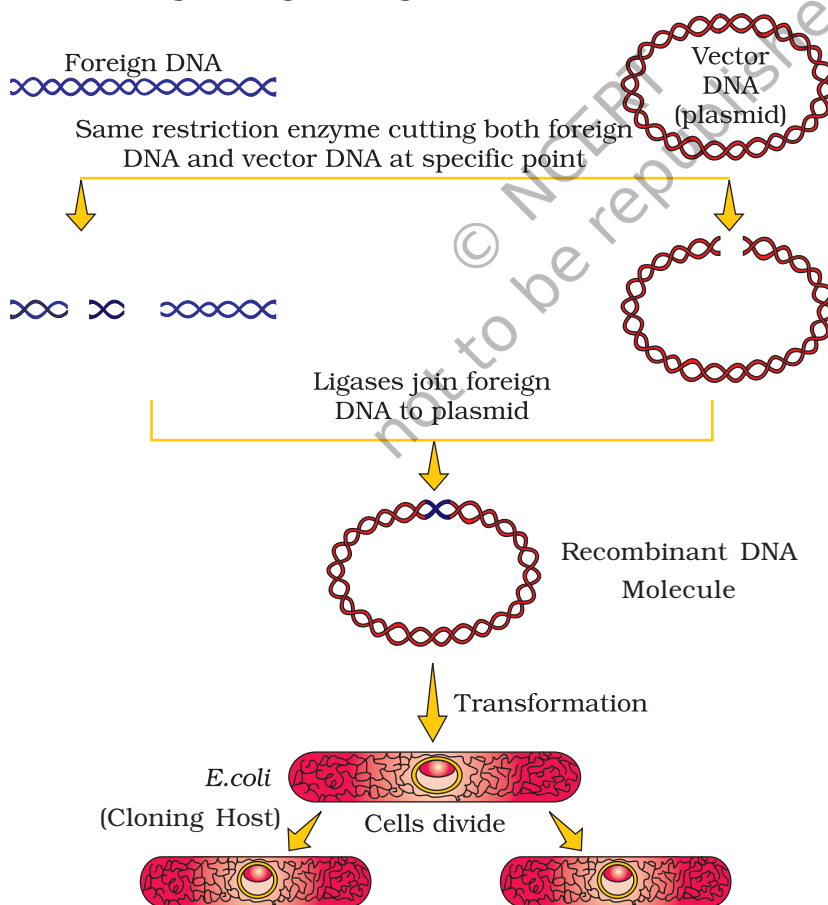 Foreign DNA
Vector
DNA
(plasmid)
Same restriction enzyme cutting both foreign
DNA and vector DNA at specific point
Ligases join foreign
DNA to plasmid
Recombinant DNA
Molecule
Transformation
E.coli
(Cloning Host)
Cells divide
© NCERT
not to be republishe